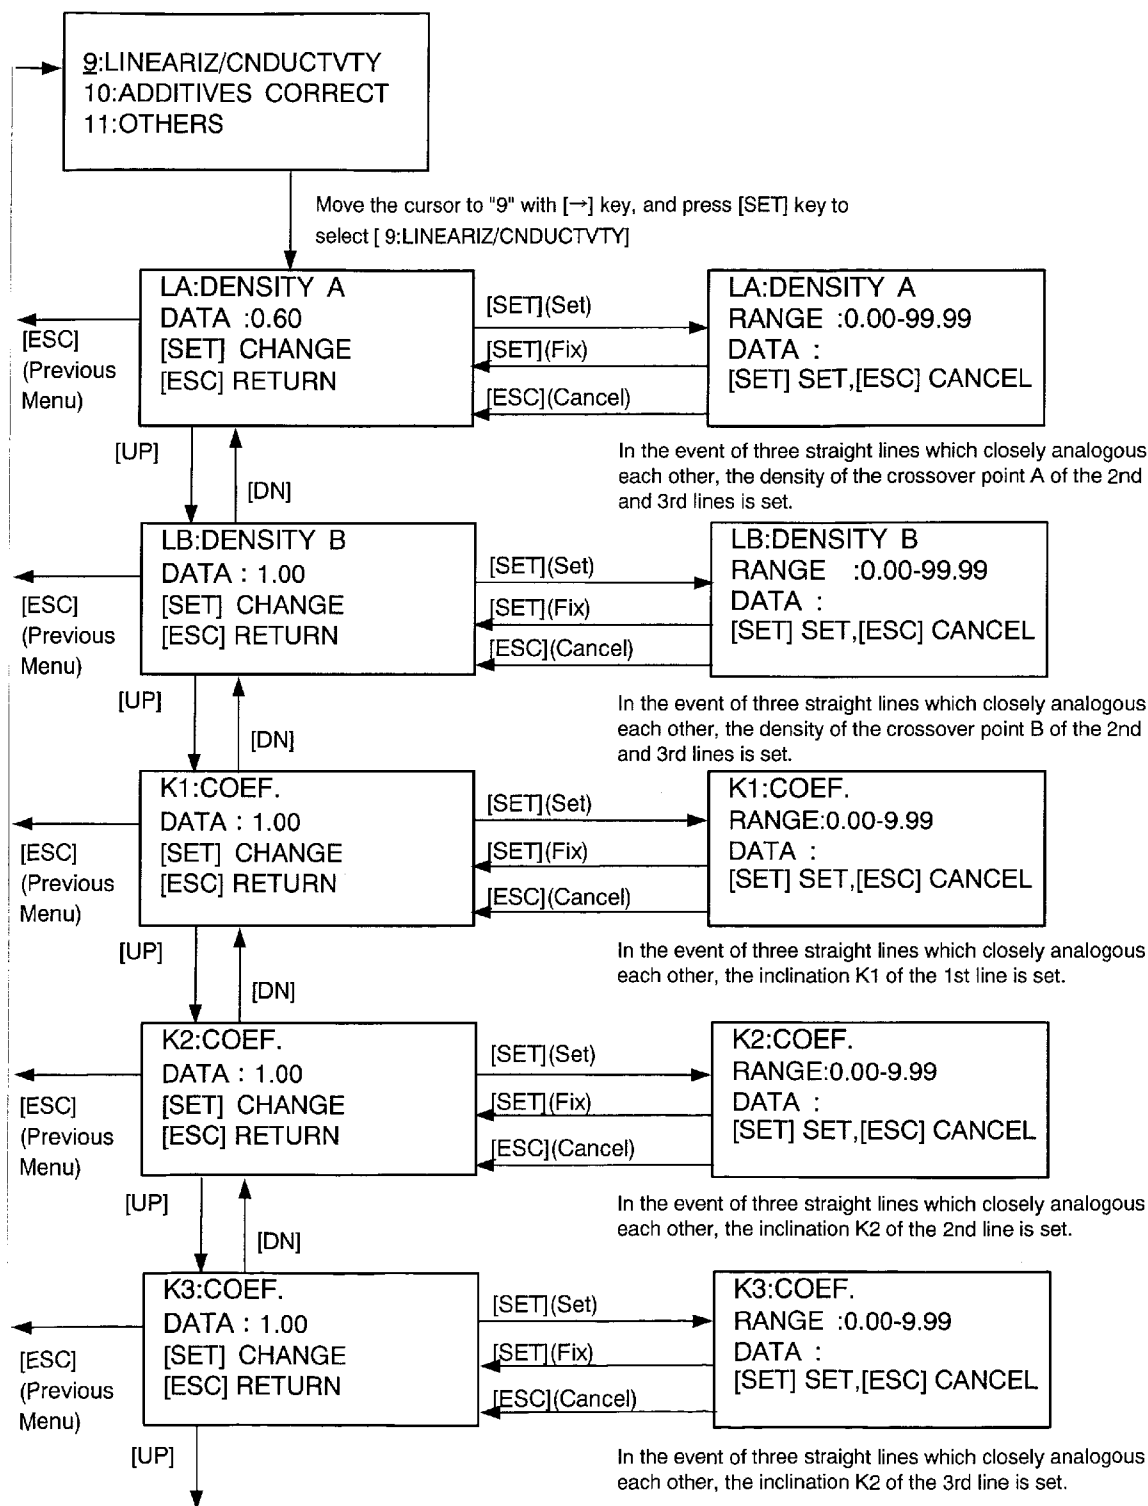 9:LINEARIZ/CNDUCTVTY
10:ADDITIVES CORRECT
11:OTHERS
Move the cursor to "9" with [→] key, and press [SET] key to
select [ 9:LINEARIZ/CNDUCTVTY]
LA:DENSITY A
DATA :0.60
[SET] CHANGE
[ESC] RETURN
[ESC]
(Previous
Menu)
[SET](Set)
[SET](Fix)
[ESC](Cancel)
LA:DENSITY A
RANGE :0.00-99.99
DATA :
[SET] SET,[ESC] CANCEL
In the event of three straight lines which closely analogous
each other, the density of the crossover point A of the 2nd
and 3rd lines is set.
[UP]
[DN]
LB:DENSITY B
DATA : 1.00
[SET] CHANGE
[ESC] RETURN
[ESC]
(Previous
Menu)
[SET](Set)
[SET](Fix)
[ESC](Cancel)
LB:DENSITY B
RANGE :0.00-99.99
DATA :
[SET] SET,[ESC] CANCEL
In the event of three straight lines which closely analogous
each other, the density of the crossover point B of the 2nd
and 3rd lines is set.
[UP]
[DN]
K1:COEF.
DATA : 1.00
[SET] CHANGE
[ESC] RETURN
[ESC]
(Previous
Menu)
[SET](Set)
[SET](Fix)
[ESC](Cancel)
K1:COEF.
RANGE:0.00-9.99
DATA :
[SET] SET,[ESC] CANCEL
In the event of three straight lines which closely analogous
each other, the inclination K1 of the 1st line is set.
[UP]
[DN]
K2:COEF.
DATA : 1.00
[SET] CHANGE
[ESC] RETURN
[ESC]
(Previous
Menu)
[SET](Set)
[SET](Fix)
[ESC](Cancel)
K2:COEF.
RANGE:0.00-9.99
DATA :
[SET] SET,[ESC] CANCEL
In the event of three straight lines which closely analogous
each other, the inclination K2 of the 2nd line is set.
[UP]
[DN]
K3:COEF.
DATA : 1.00
[SET] CHANGE
[ESC] RETURN
[ESC]
(Previous
Menu)
[SET](Set)
[SET](Fix)
[ESC](Cancel)
K3:COEF.
RANGE :0.00-9.99
DATA :
[SET] SET,[ESC] CANCEL
In the event of three straight lines which closely analogous
each other, the inclination K2 of the 3rd line is set.
[UP]